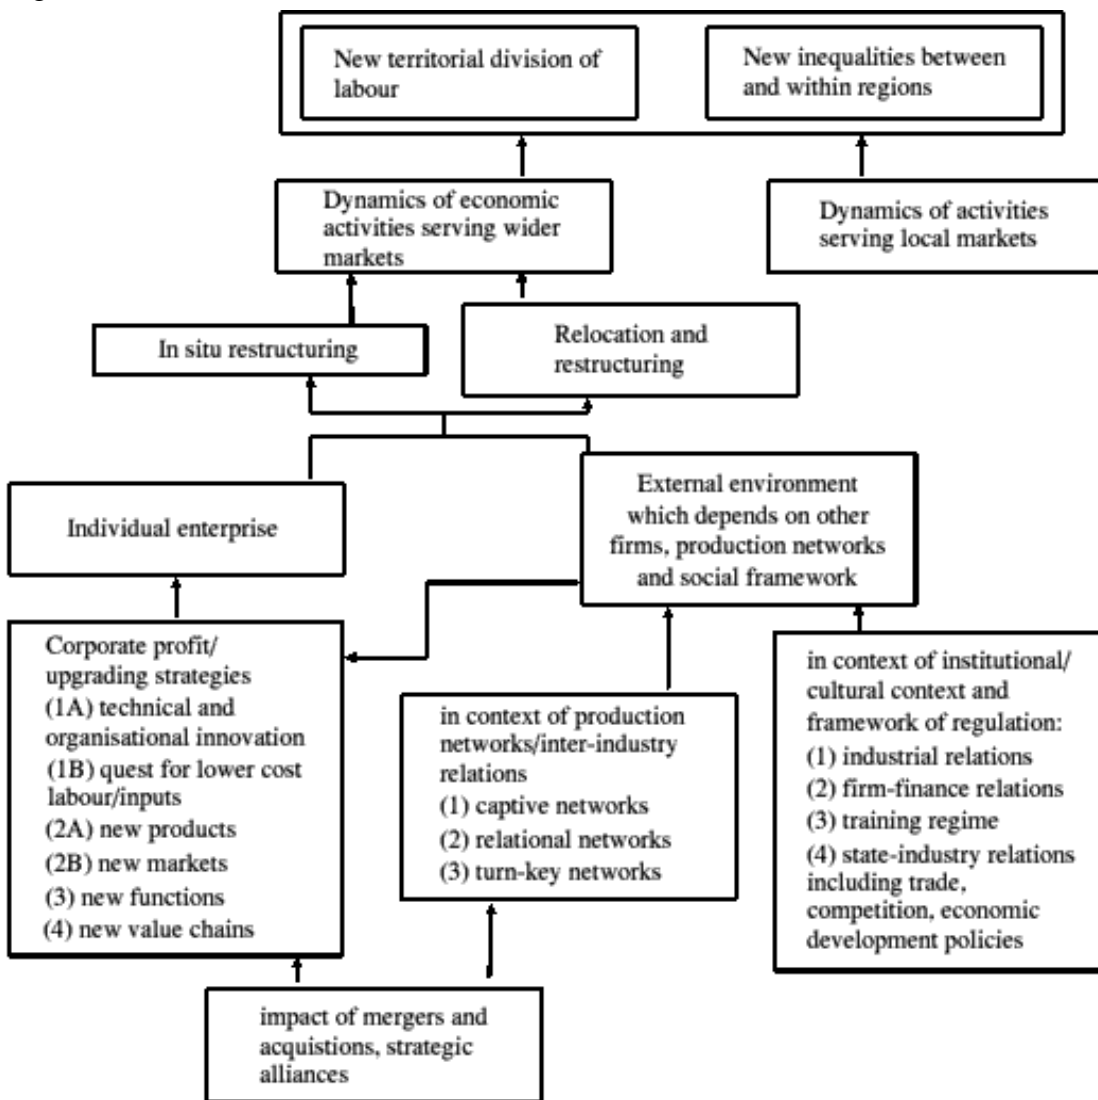 New territorial division of
labour
New inequalities between
and within regions
Dynamics of economic
activities serving wider
markets
Dynamics of activities
serving local markets
In situ restructuring
Relocation and
restructuring
Individual enterprise
External environment
which depends on other
firms, production networks
and social framework
Corporate profit/
upgrading strategies
(1A) technical and
organisational innovation
(1B) quest for lower cost
labour/inputs
(2A) new products
(2B) new markets
(3) new functions
(4) new value chains
in context of production
networks/inter-industry
relations
(1) captive networks
(2) relational networks
(3) turn-key networks
in context of institutional/
cultural context and
framework of regulation:
(1) industrial relations
(2) firm-finance relations
(3) training regime
(4) state-industry relations
including trade,
competition, economic
development policies
impact of mergers and
acquistions, strategic
alliances